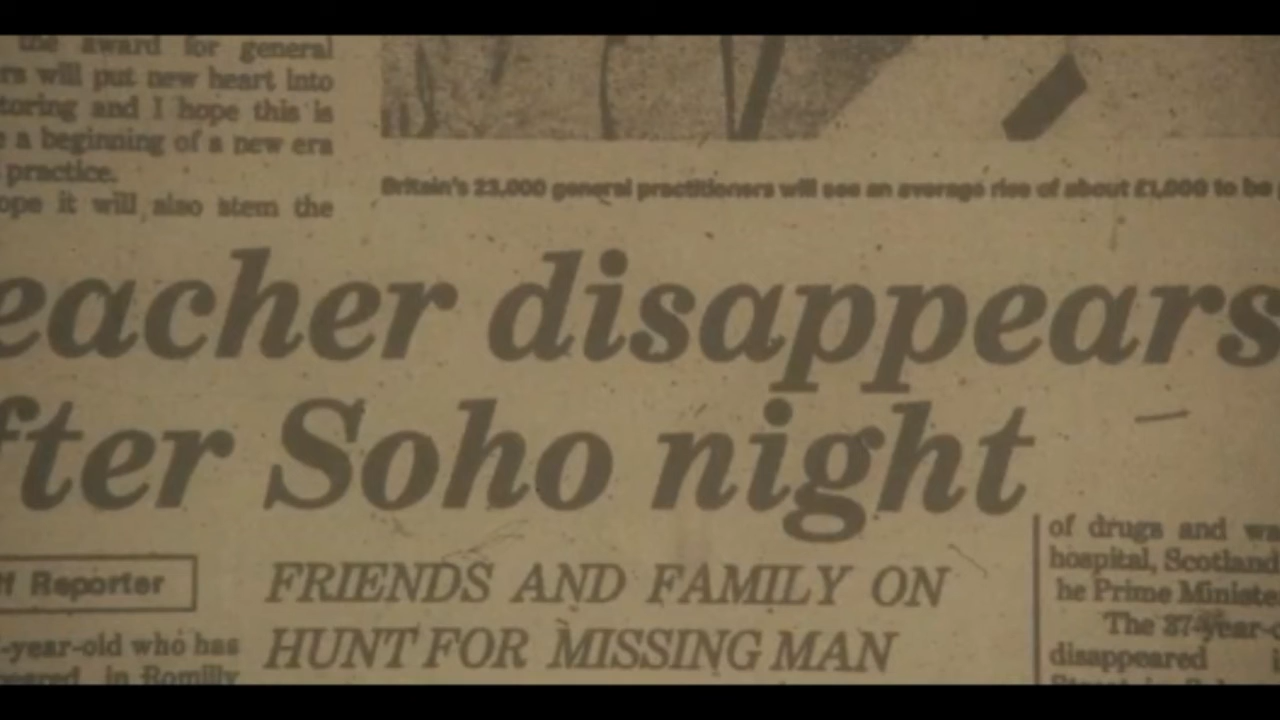 the award for general
rs will put new heart into
toring and I hope this is
a beginning of a new era
practice.
ope it will also stem the
Britain's 23,000 general practitioners will see an average rise of about £1,000 to be
eacher disappears
fter Soho night
ff Reporter
-year-old who has
peared in Romilly
FRIENDS AND FAMILY ON
HUNT FOR MISSING MAN
of drugs and wa
hospital, Scotland
he Prime Ministe
The 37-year-o
disappeared i